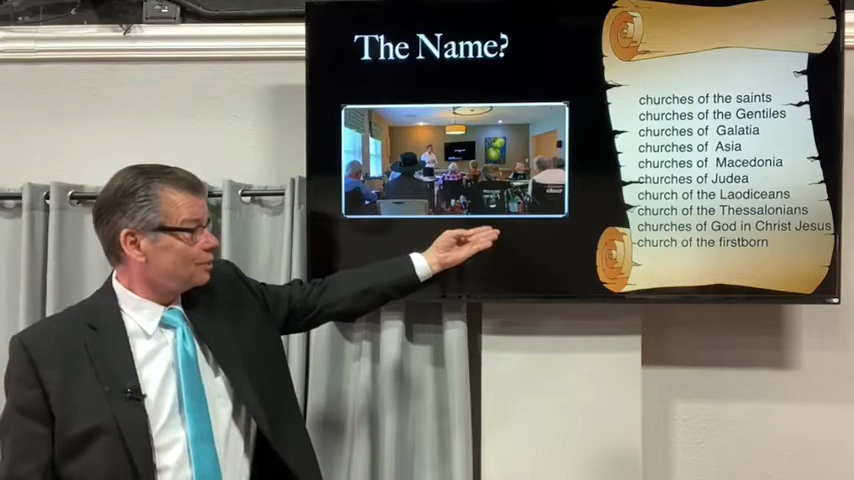 The Name?
churches of the saints
churches of the Gentiles
churches of Galatia
churches of Asia
churches of Macedonia
churches of Judea
church of the Laodiceans
church of the Thessalonians
churches of God in Christ Jesus
church of the firstborn